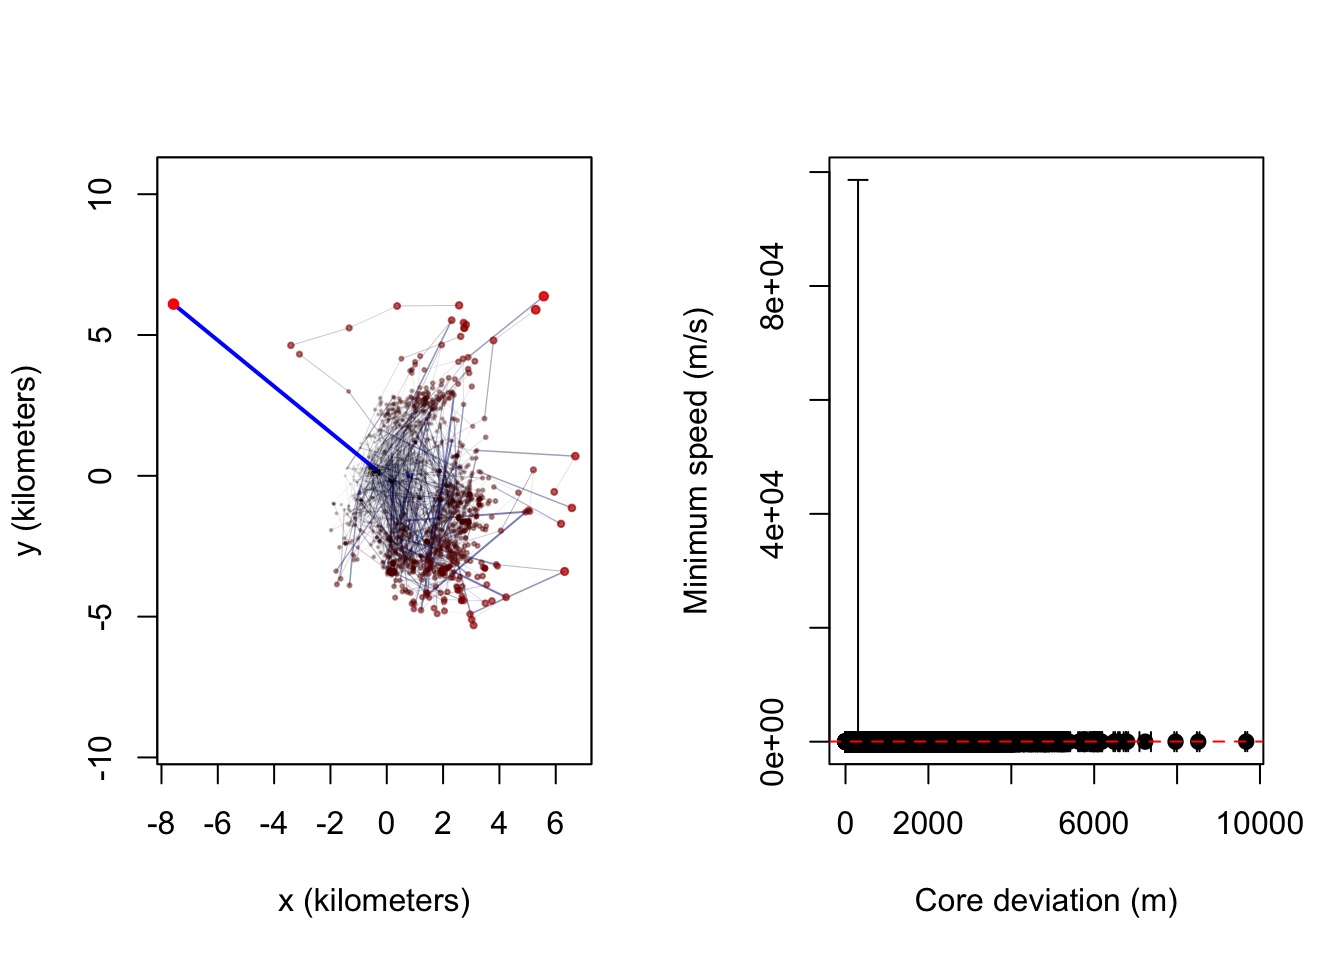 10
5
0
-5
-10
y (kilometers)
-8 -6 -4 -2 0 2 4 6
x (kilometers)
8e+04
4e+04
0e+00
Minimum speed (m/s)
0 2000 6000 10000
Core deviation (m)